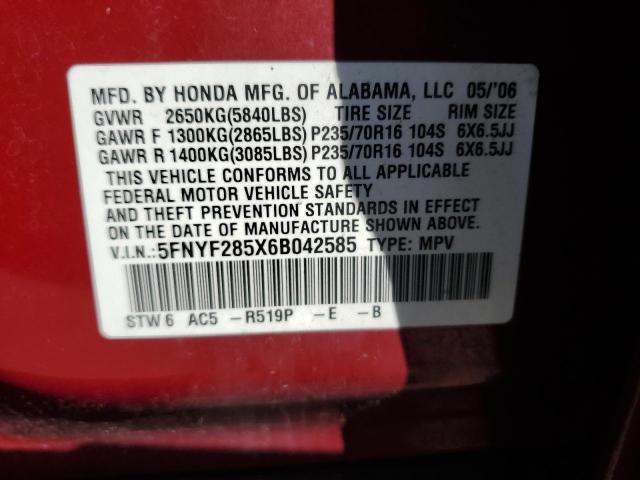 MFD. BY HONDA MFG. OF ALABAMA, LLC 05/'06
GVWR 2650KG(5840LBS) TIRE SIZE RIM SIZE
GAWR F 1300KG(2865LBS) P235/70R16 104S 6X6.5JJ
GAWR R 1400KG(3085LBS) P235/70R16 104S 6X6.5JJ
THIS VEHICLE CONFORMS TO ALL APPLICABLE
FEDERAL MOTOR VEHICLE SAFETY
AND THEFT PREVENTION STANDARDS IN EFFECT
ON THE DATE OF MANUFACTURE SHOWN ABOVE.
V.I.N.: 5FNYF285X6B042585 TYPE: MPV
STW 6 AC5 -R519P -E -B